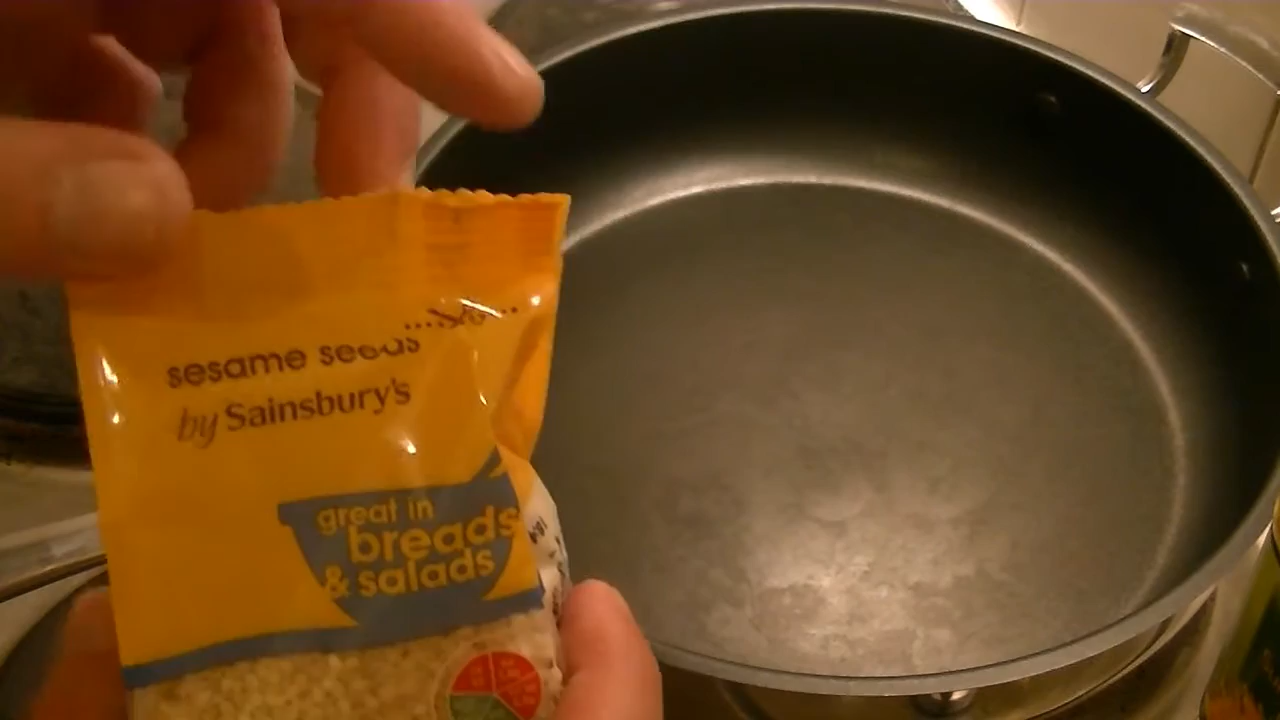 sesame seeds
by Sainsbury's
great in
breads
& salads